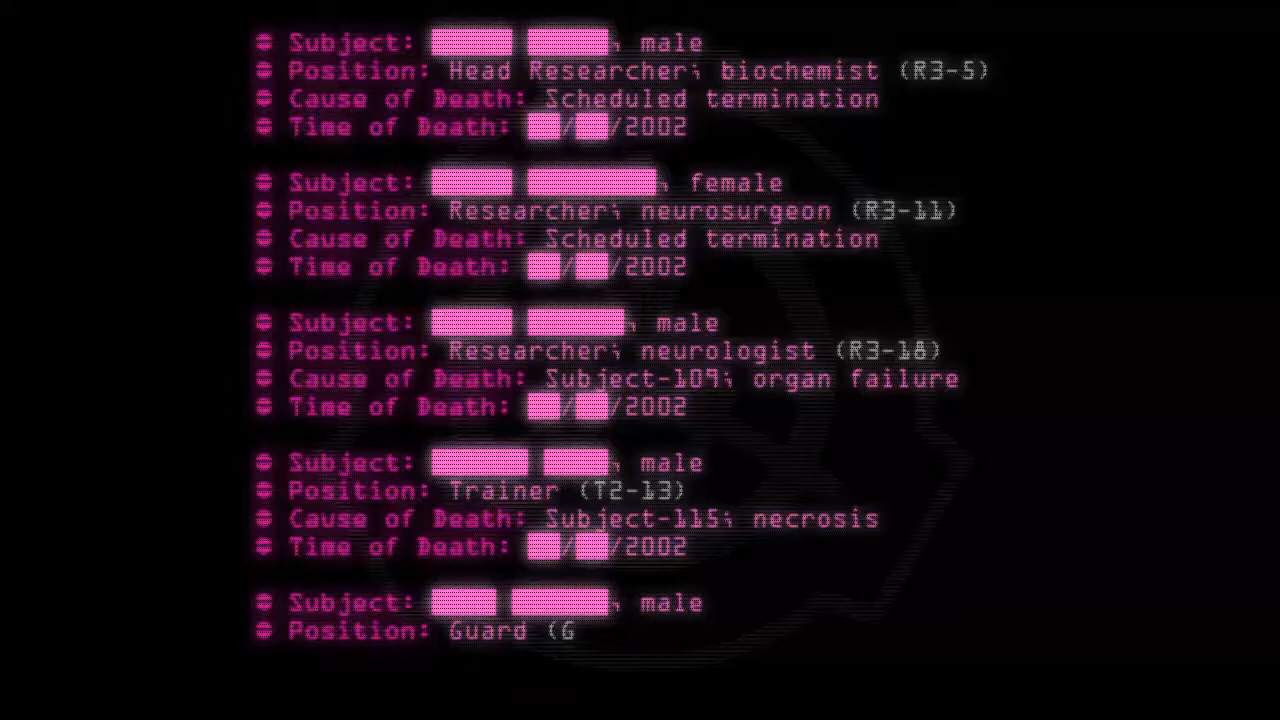 Subject: █████ █████, male
Position: Head Researcher; biochemist (R3-5)
Cause of Death: Scheduled termination
Time of Death: ██/██/2002
Subject: █████ ████████, female
Position: Researcher; neurosurgeon (R3-11)
Cause of Death: Scheduled termination
Time of Death: ██/██/2002
Subject: █████ ██████, male
Position: Researcher; neurologist (R3-18)
Cause of Death: Subject-109; organ failure
Time of Death: ██/██/2002
Subject: ██████ ████, male
Position: Trainer (T2-13)
Cause of Death: Subject-115; necrosis
Time of Death: ██/██/2002
Subject: ████ ██████, male
Position: Guard (G